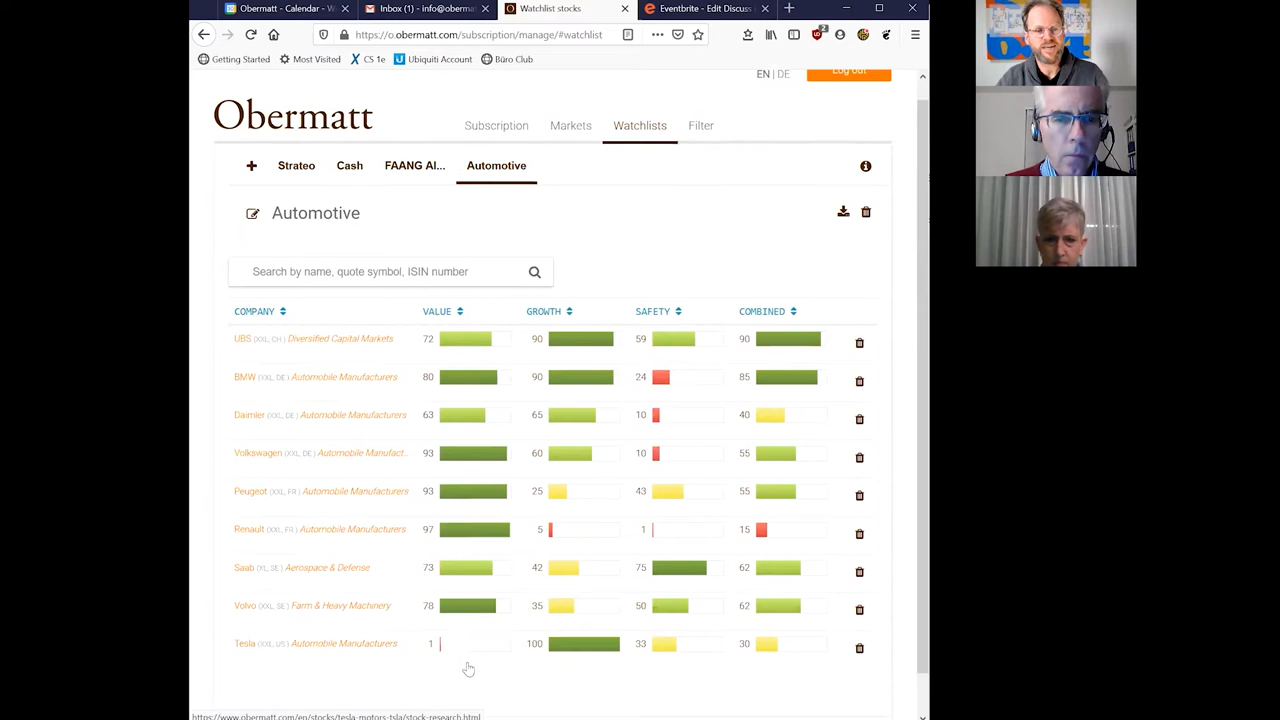 Obermatt - Calendar - W
Inbox (1) - info@oberma
Watchlist stocks
Eventbrite - Edit Discuss
https://o.obermatt.com/subscription/manage/#watchlist
2
Getting Started
Most Visited
CS 1e
Ubiquiti Account
Büro Club
EN | DE
Log out
Obermatt
Subscription
Markets
Watchlists
Filter
+ Strateo
Cash
FAANG Al...
Automotive
Automotive
Search by name, quote symbol, ISIN number
COMPANY VALUE GROWTH SAFETY COMBINED
UBS (XXL, CH) Diversified Capital Markets 72 90 59 90
BMW (XXL, DE) Automobile Manufacturers 80 90 24 85
Daimler (XXL, DE) Automobile Manufacturers 63 65 10 40
Volkswagen (XXL, DE) Automobile Manufact... 93 60 10 55
Peugeot (XXL, FR) Automobile Manufacturers 93 25 43 55
Renault (XXL, FR) Automobile Manufacturers 97 5 1 15
Saab (XL, SE) Aerospace & Defense 73 42 75 62
Volvo (XXL, SE) Farm & Heavy Machinery 78 35 50 62
Tesla (XXL, US) Automobile Manufacturers 1 100 33 30
https://www.obermatt.com/en/stocks/tesla-motors-tsla/stock-research.html